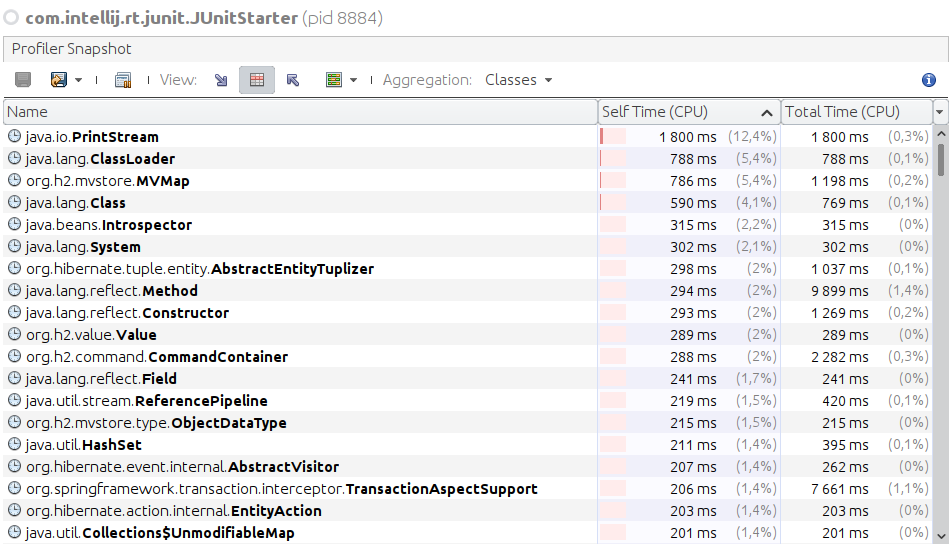 com.intellij.rt.junit.JUnitStarter (pid 8884)
Profiler Snapshot
View: Aggregation: Classes
Name Self Time (CPU) Total Time (CPU)
java.io.PrintStream 1 800 ms (12,4%) 1 800 ms (0,3%)
java.lang.ClassLoader 788 ms (5,4%) 788 ms (0,1%)
org.h2.mvstore.MVMap 786 ms (5,4%) 1 198 ms (0,2%)
java.lang.Class 590 ms (4,1%) 769 ms (0,1%)
java.beans.Introspector 315 ms (2,2%) 315 ms (0%)
java.lang.System 302 ms (2,1%) 302 ms (0%)
org.hibernate.tuple.entity.AbstractEntityTuplizer 298 ms (2%) 1 037 ms (0,1%)
java.lang.reflect.Method 294 ms (2%) 9 899 ms (1,4%)
java.lang.reflect.Constructor 293 ms (2%) 1 269 ms (0,2%)
org.h2.value.Value 289 ms (2%) 289 ms (0%)
org.h2.command.CommandContainer 288 ms (2%) 2 282 ms (0,3%)
java.lang.reflect.Field 241 ms (1,7%) 241 ms (0%)
java.util.stream.ReferencePipeline 219 ms (1,5%) 420 ms (0,1%)
org.h2.mvstore.type.ObjectDataType 215 ms (1,5%) 215 ms (0%)
java.util.HashSet 211 ms (1,4%) 395 ms (0,1%)
org.hibernate.event.internal.AbstractVisitor 207 ms (1,4%) 262 ms (0%)
org.springframework.transaction.interceptor.TransactionAspectSupport 206 ms (1,4%) 7 661 ms (1,1%)
org.hibernate.action.internal.EntityAction 203 ms (1,4%) 203 ms (0%)
java.util.Collections$UnmodifiableMap 201 ms (1,4%) 201 ms (0%)